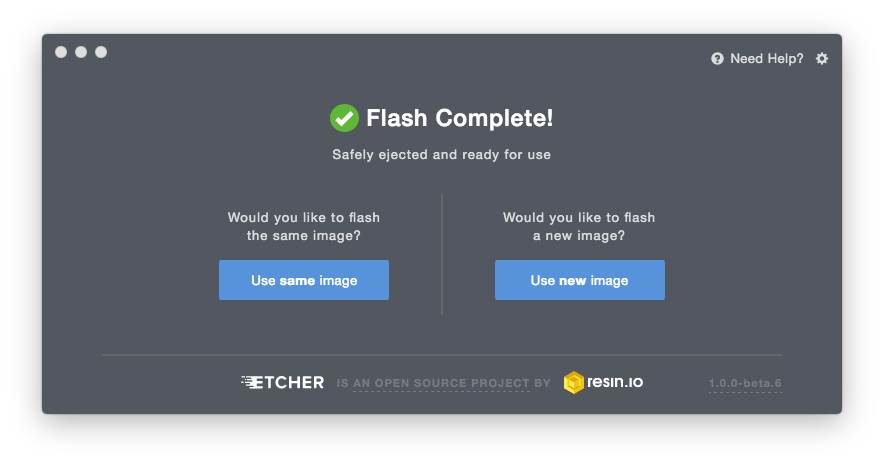 Need Help?
Flash Complete!
Safely ejected and ready for use
Would you like to flash
the same image?
Use same image
Would you like to flash
a new image?
Use new image
ETCHER IS AN OPEN SOURCE PROJECT BY resin.io 1.0.0-beta.6